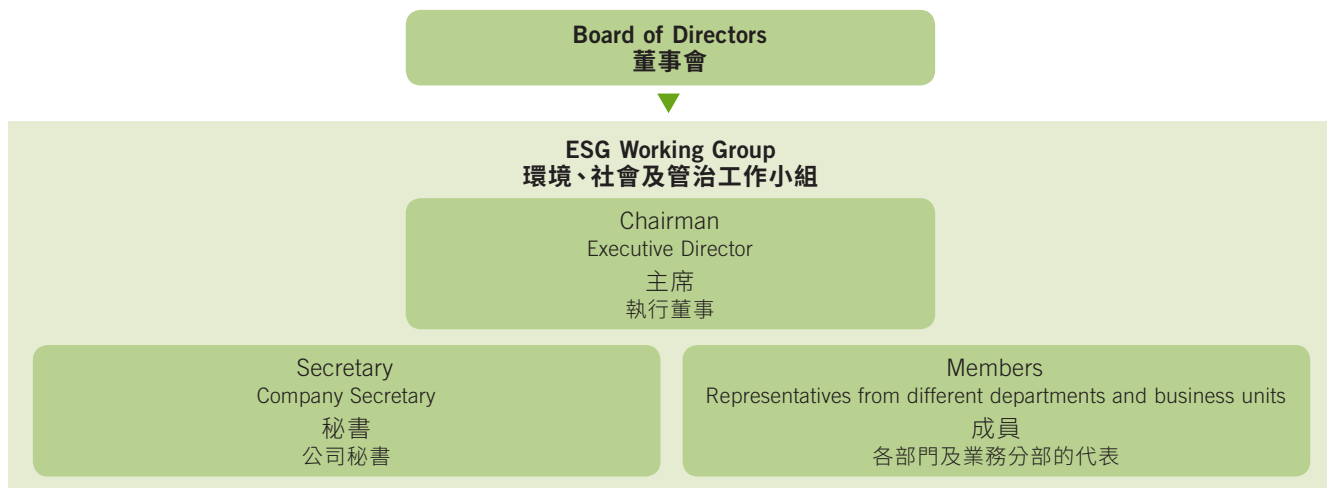 Board of Directors
董事會
ESG Working Group
環境、社會及管治工作小組
Chairman
Executive Director
主席
執行董事
Secretary
Company Secretary
秘書
公司秘書
Members
Representatives from different departments and business units
成員
各部門及業務分部的代表